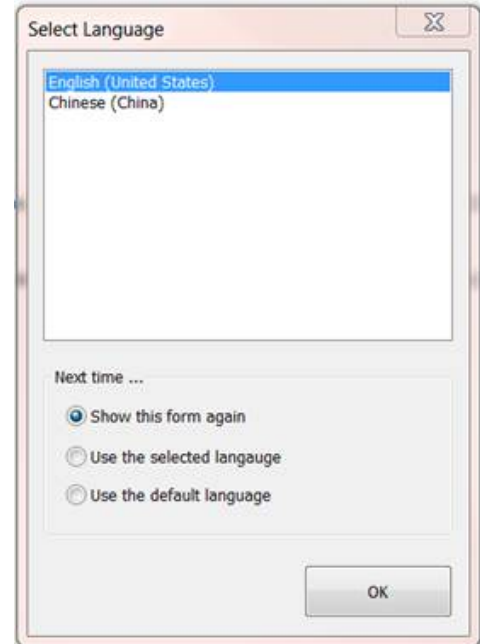 Select Language
English (United States)
Chinese (China)
Next time ...
Show this form again
Use the selected langauge
Use the default language
OK